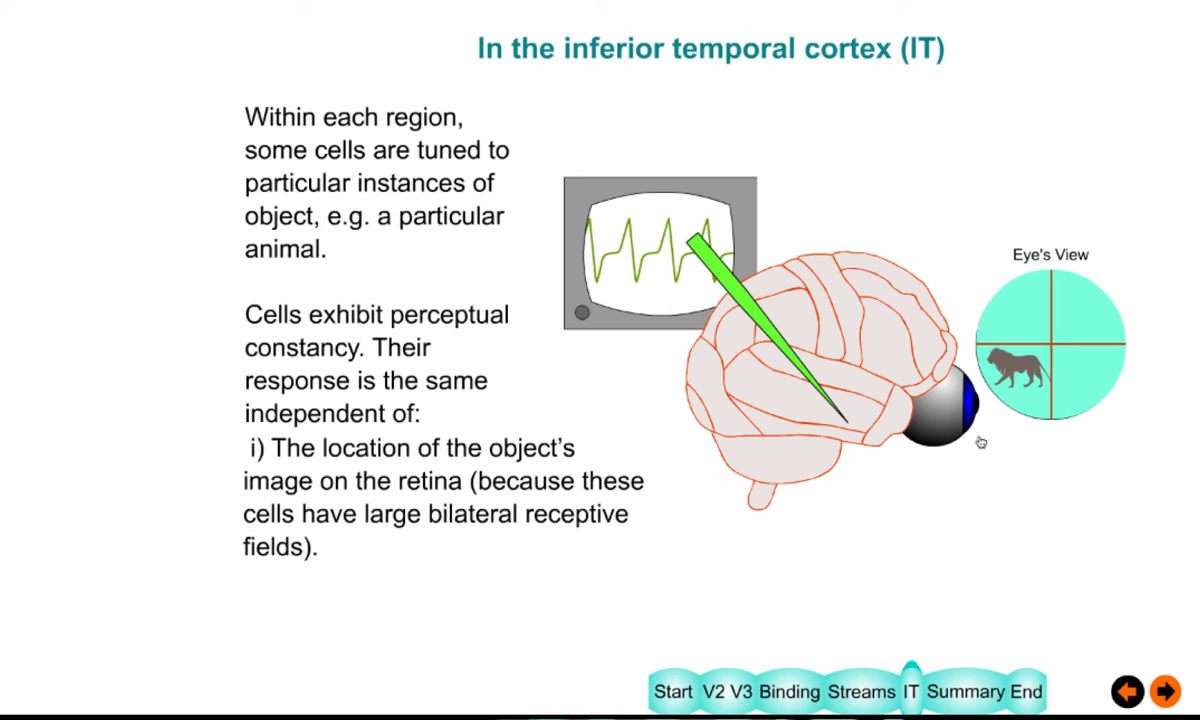 In the inferior temporal cortex (IT)
Within each region,
some cells are tuned to
particular instances of
object, e.g. a particular
animal.
Cells exhibit perceptual
constancy. Their
response is the same
independent of:
i) The location of the object's
image on the retina (because these
cells have large bilateral receptive
fields).
Eye's View
Start V2 V3 Binding Streams IT Summary End